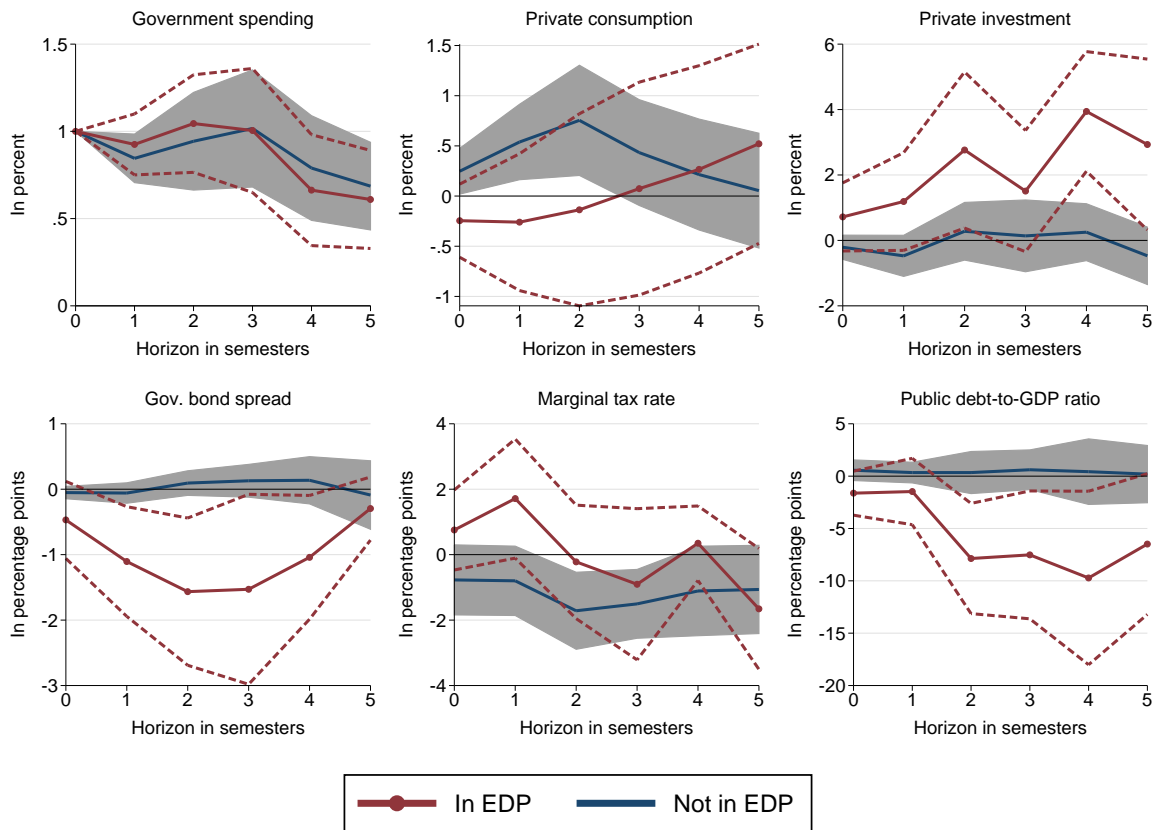 Government spending
In percent
1.5
1
.5
0
0 1 2 3 4 5
Horizon in semesters
Private consumption
In percent
1.5
1
.5
0
-.5
-1
0 1 2 3 4 5
Horizon in semesters
Private investment
In percent
6
4
2
0
-2
0 1 2 3 4 5
Horizon in semesters
Gov. bond spread
In percentage points
1
0
-1
-2
-3
0 1 2 3 4 5
Horizon in semesters
Marginal tax rate
In percentage points
4
2
0
-2
-4
0 1 2 3 4 5
Horizon in semesters
Public debt-to-GDP ratio
In percentage points
5
0
-5
-10
-15
-20
0 1 2 3 4 5
Horizon in semesters
In EDP Not in EDP